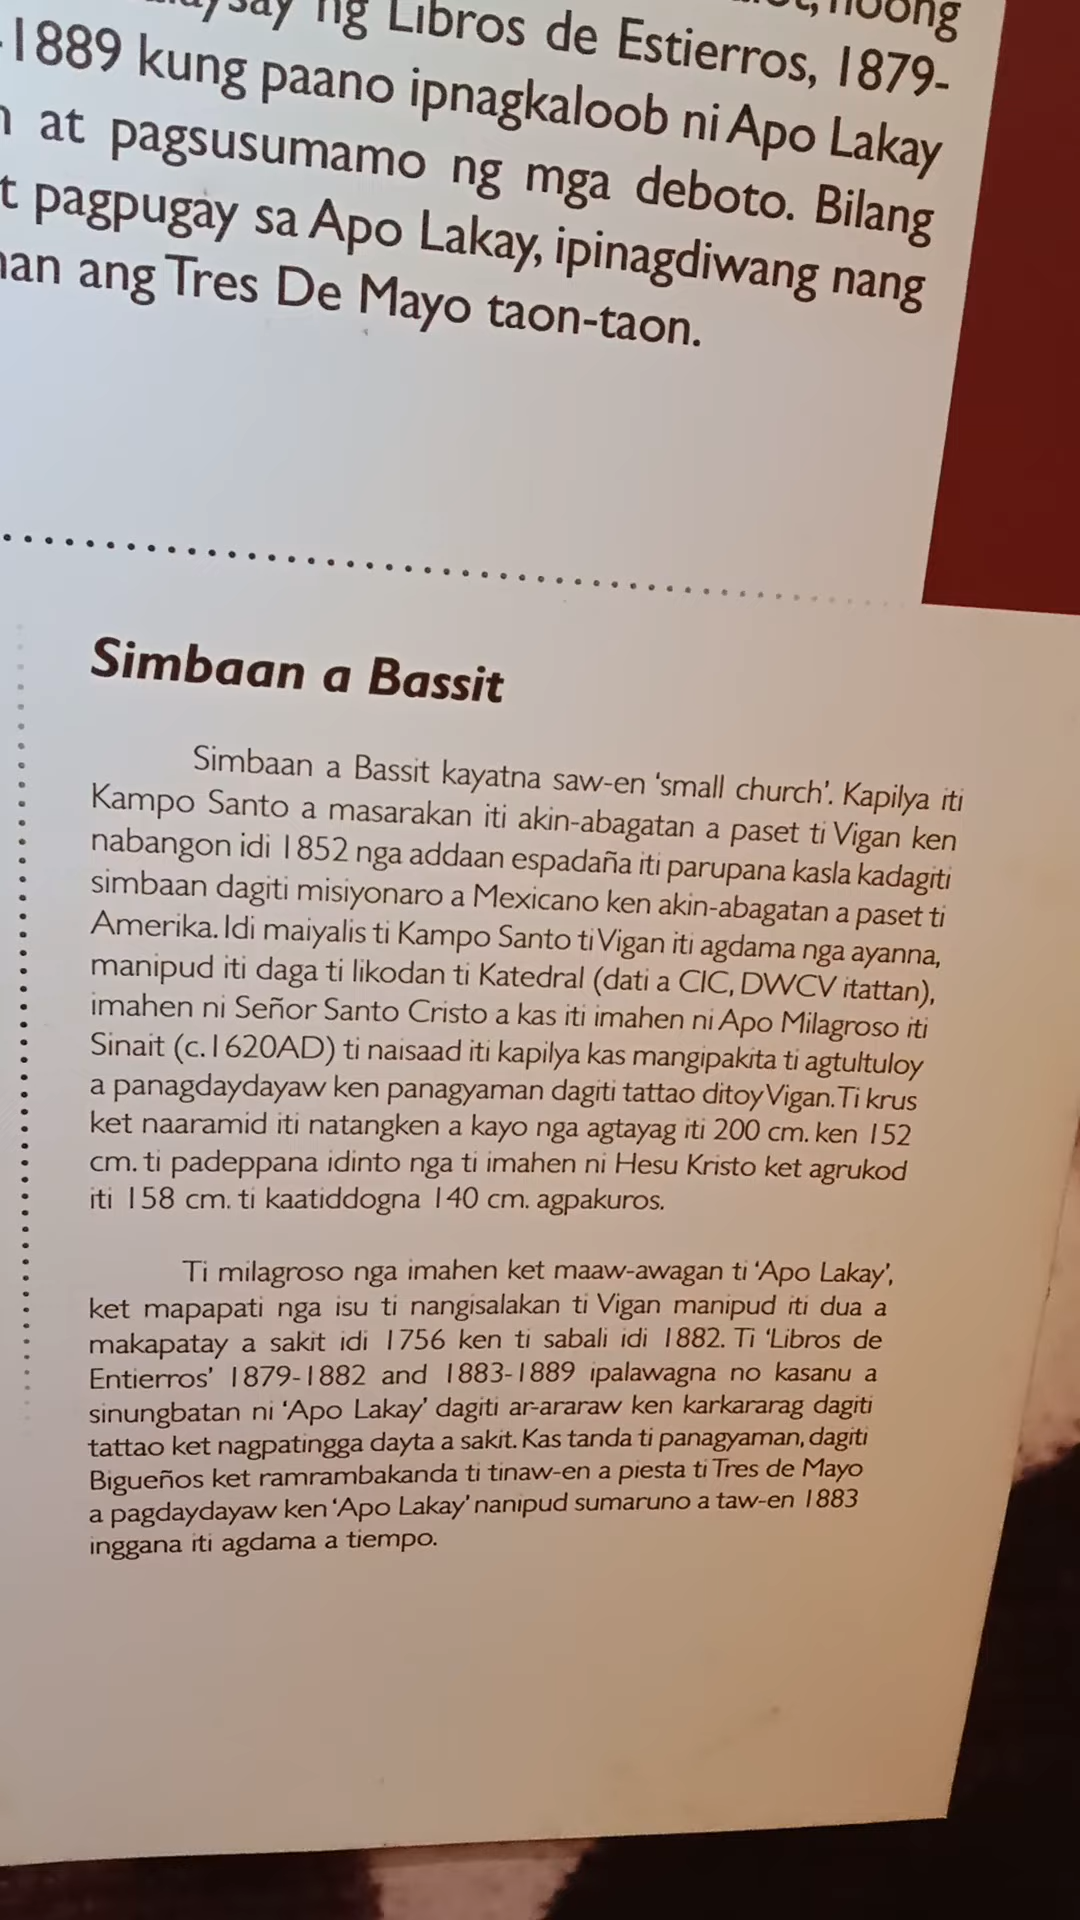 ng Libros de Estierros, 1879-
1889 kung paano ipnagkaloob ni Apo Lakay
at pagsusumamo ng mga deboto. Bilang
pagpugay sa Apo Lakay, ipinagdiwang nang
ang Tres De Mayo taon-taon.
Simbaan a Bassit
Simbaan a Bassit kayatna saw-en ‘small church’. Kapilya iti
Kampo Santo a masarakan iti akin-abagatan a paset ti Vigan ken
nabangon idi 1852 nga addaan espadaña iti parupana kasla kadagiti
simbaan dagiti misiyonaro a Mexicano ken akin-abagatan a paset ti
Amerika. Idi maiyalis ti Kampo Santo ti Vigan iti agdama nga ayanna,
manipud iti daga ti likodan ti Katedral (dati a CIC, DWCV itattan),
imahen ni Señor Santo Cristo a kas iti imahen ni Apo Milagroso iti
Sinait (c.1620AD) ti naisaad iti kapilya kas mangipakita ti agtultuloy
a panagdaydayaw ken panagyaman dagiti tattao ditoy Vigan. Ti krus
ket naaramid iti natangken a kayo nga agtayag iti 200 cm. ken 152
cm. ti padeppana idinto nga ti imahen ni Hesu Kristo ket agrukod
iti 158 cm. ti kaatiddogna 140 cm. agpakuros.
Ti milagroso nga imahen ket maaw-awagan ti ‘Apo Lakay’,
ket mapapati nga isu ti nangisalakan ti Vigan manipud iti dua a
makapatay a sakit idi 1756 ken ti sabali idi 1882. Ti ‘Libros de
Entierros’ 1879-1882 and 1883-1889 ipalawagna no kasanu a
sinungbatan ni ‘Apo Lakay’ dagiti ar-araraw ken karkararag dagiti
tattao ket nagpatingga dayta a sakit. Kas tanda ti panagyaman, dagiti
Bigueños ket ramrambakanda ti tinaw-en a piesta ti Tres de Mayo
a pagdaydayaw ken ‘Apo Lakay’ nanipud sumaruno a taw-en 1883
inggana iti agdama a tiempo.